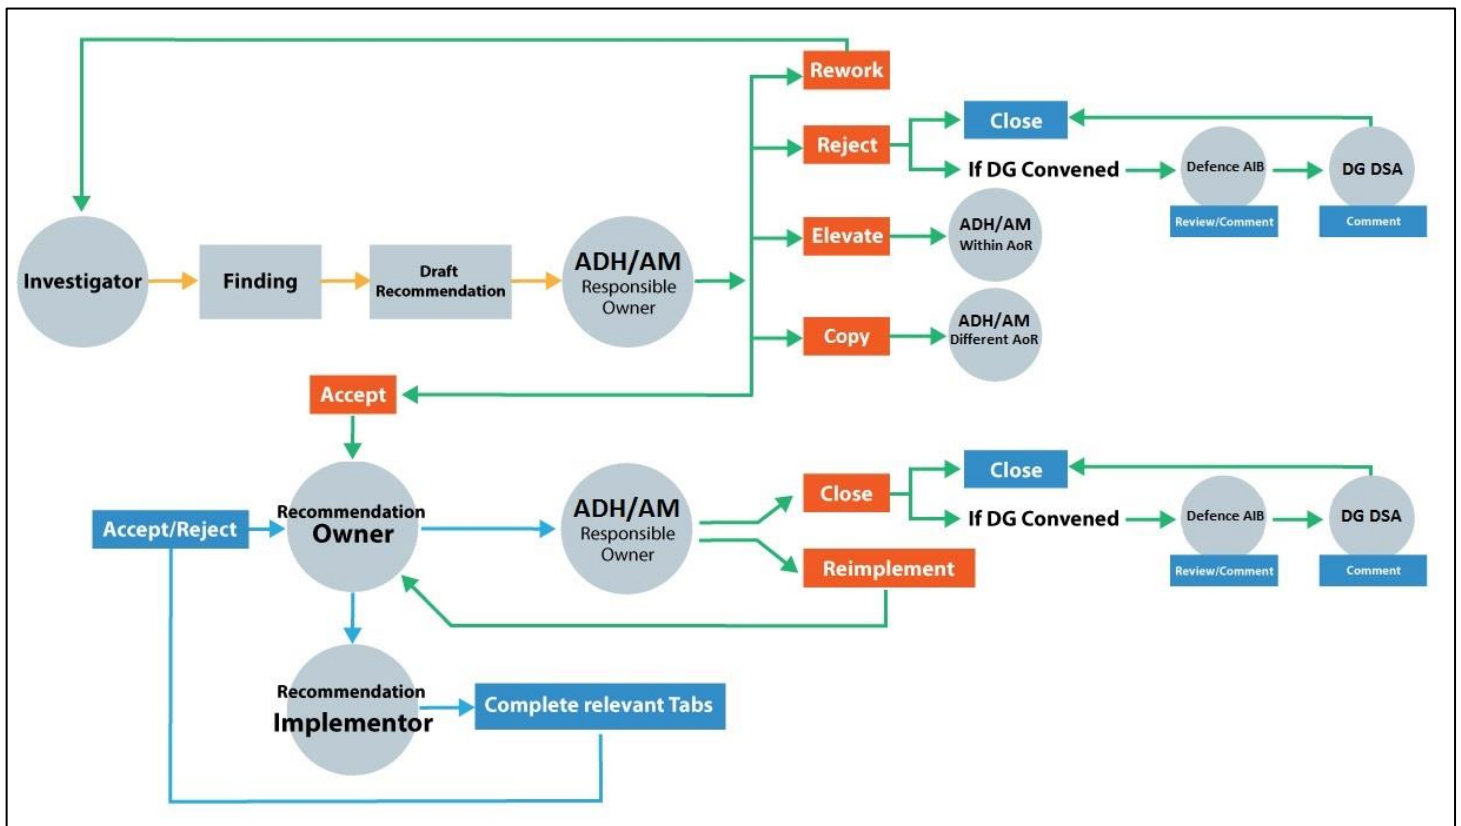 Rework
Reject
Close
If DG Convened
Defence AIB
Review/Comment
DG DSA
Comment
Elevate
ADH/AM
Within AoR
Investigator
Finding
Draft
Recommendation
ADH/AM
Responsible
Owner
Copy
ADH/AM
Different AoR
Accept
Accept/Reject
Recommendation
Owner
ADH/AM
Responsible
Owner
Close
Close
If DG Convened
Defence AIB
Review/Comment
DG DSA
Comment
Reimplement
Recommendation
Implementor
Complete relevant Tabs